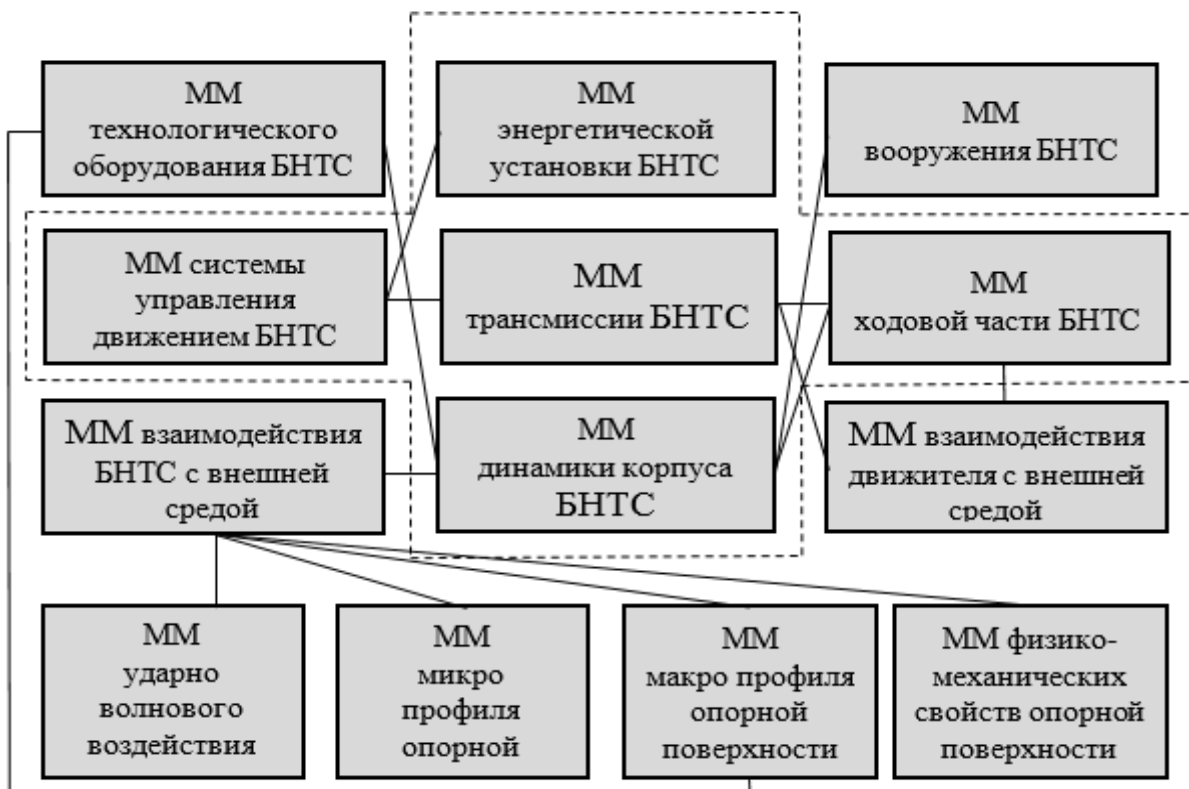 ММ
технологического
оборудования БНТС
ММ
энергетической
установки БНТС
ММ
вооружения БНТС
ММ системы
управления
движением БНТС
ММ
трансмиссии БНТС
ММ
ходовой части БНТС
ММ взаимодействия
БНТС с внешней
средой
ММ
динамики корпуса
БНТС
ММ взаимодействия
движителя с внешней
средой
ММ
ударно
волнового
воздействия
ММ
микро
профиля
опорной
ММ
макро профиля
опорной
поверхности
ММ физико-
механических
свойств опорной
поверхности